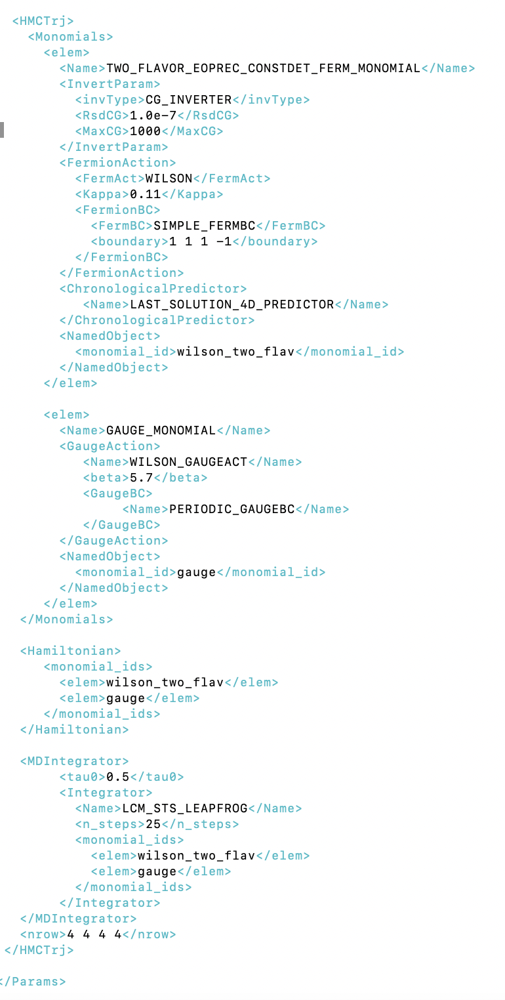 <HMCTrj>
<Monomials>
<elem>
<Name>TWO_FLAVOR_EOPREC_CONSTDET_FERM_MONOMIAL</Name>
<InvertParam>
<invType>CG_INVERTER</invType>
<RsdCG>1.0e-7</RsdCG>
<MaxCG>1000</MaxCG>
</InvertParam>
<FermionAction>
<FermAct>WILSON</FermAct>
<Kappa>0.11</Kappa>
<FermionBC>
<FermBC>SIMPLE_FERMBC</FermBC>
<boundary>1 1 1 -1</boundary>
</FermionBC>
</FermionAction>
<ChronologicalPredictor>
<Name>LAST_SOLUTION_4D_PREDICTOR</Name>
</ChronologicalPredictor>
<NamedObject>
<monomial_id>wilson_two_flav</monomial_id>
</NamedObject>
</elem>
<elem>
<Name>GAUGE_MONOMIAL</Name>
<GaugeAction>
<Name>WILSON_GAUGEACT</Name>
<beta>5.7</beta>
<GaugeBC>
<Name>PERIODIC_GAUGEBC</Name>
</GaugeBC>
</GaugeAction>
<NamedObject>
<monomial_id>gauge</monomial_id>
</NamedObject>
</elem>
</Monomials>
<Hamiltonian>
<monomial_ids>
<elem>wilson_two_flav</elem>
<elem>gauge</elem>
</monomial_ids>
</Hamiltonian>
<MDIntegrator>
<tau0>0.5</tau0>
<Integrator>
<Name>LCM_STS_LEAPFROG</Name>
<n_steps>25</n_steps>
<monomial_ids>
<elem>wilson_two_flav</elem>
<elem>gauge</elem>
</monomial_ids>
</Integrator>
</MDIntegrator>
<nrow>4 4 4 4</nrow>
</HMCTrj>
</Params>